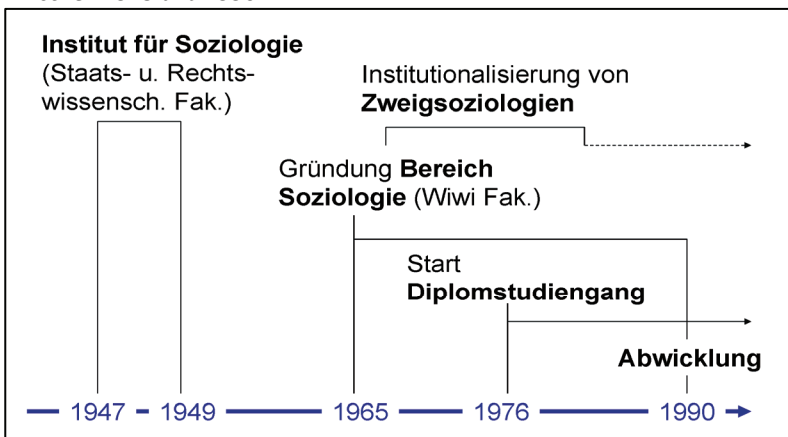 Institut für Soziologie
(Staats- u. Rechts-
wissensch. Fak.)
Institutionalisierung von
Zweigsoziologien
Gründung Bereich
Soziologie (Wiwi Fak.)
Start
Diplomstudiengang
Abwicklung
1947 – 1949 1965 1976 1990